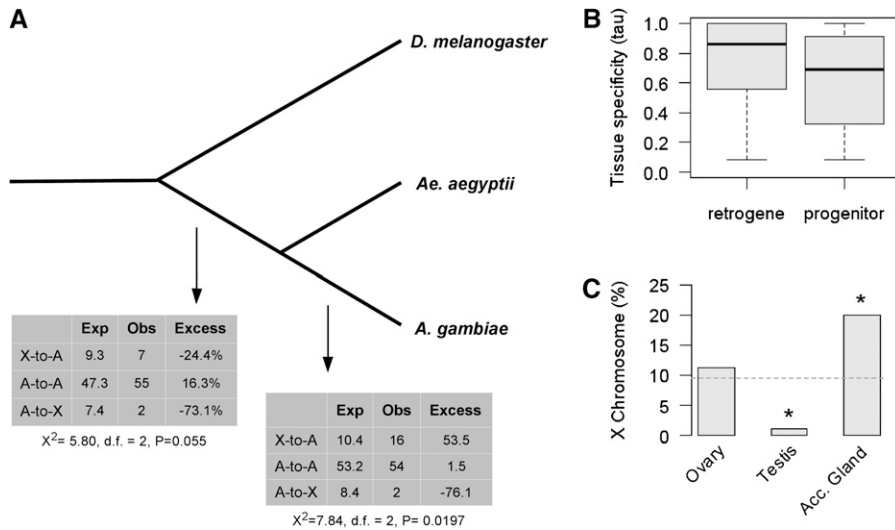 A
D. melanogaster
Ae. aegyptii
A. gambiae
Exp Obs Excess
X-to-A 9.3 7 -24.4%
A-to-A 47.3 55 16.3%
A-to-X 7.4 2 -73.1%
X²= 5.80, d.f. = 2, P=0.055
Exp Obs Excess
X-to-A 10.4 16 53.5
A-to-A 53.2 54 1.5
A-to-X 8.4 2 -76.1
X²=7.84, d.f. = 2, P= 0.0197
B
Tissue specificity (tau)
1.0
0.8
0.6
0.4
0.2
0.0
retrogene progenitor
C
X Chromosome (%)
25
20
15
10
5
0
*
*
Ovary
Testis
Acc. Gland